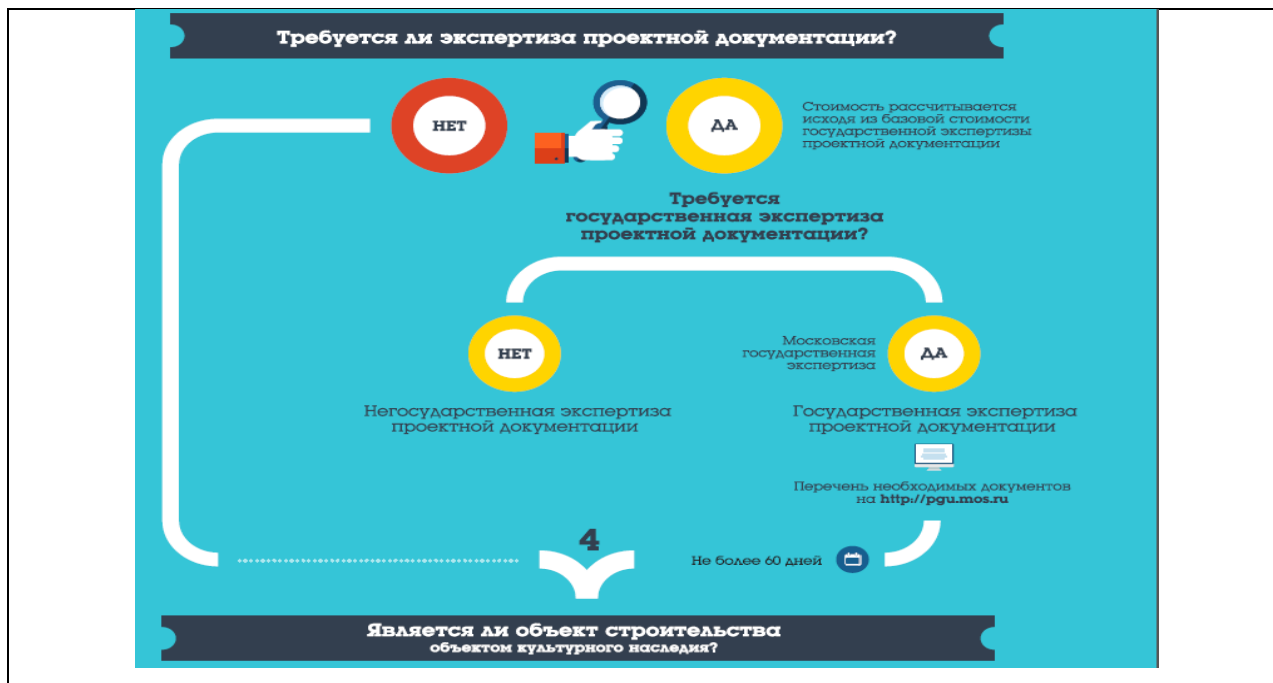 Требуется ли экспертиза проектной документации?
НЕТ
ДА
Стоимость рассчитывается
исходя из базовой стоимости
государственной экспертизы
проектной документации
Требуется
государственная экспертиза
проектной документации?
НЕТ
Московская
государственная
экспертиза
ДА
Негосударственная экспертиза
проектной документации
Государственная экспертиза
проектной документации
Перечень необходимых документов
на http://pgu.mos.ru
4
Не более 60 дней
Является ли объект строительства
объектом культурного наследия?